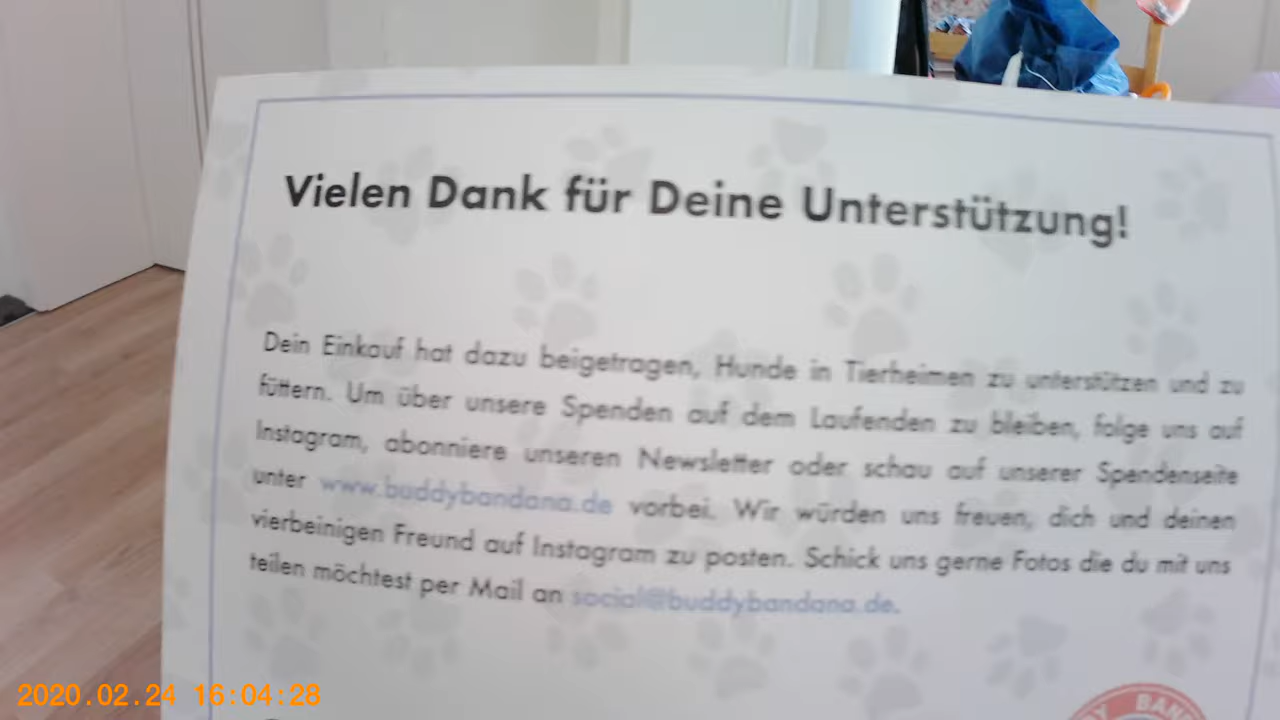 Vielen Dank für Deine Unterstützung!
Dein Einkauf hat dazu beigetragen, Hunde in Tierheimen zu unterstützen und zu
füttern. Um über unsere Spenden auf dem Laufenden zu bleiben, folge uns auf
Instagram, abonniere unseren Newsletter oder schau auf unserer Spendenseite
unter www.buddybandana.de vorbei. Wir würden uns freuen, dich und deinen
vierbeinigen Freund auf Instagram zu posten. Schick uns gerne Fotos die du mit uns
teilen möchtest per Mail an social@buddybandana.de.
2020.02.24 16:04:28